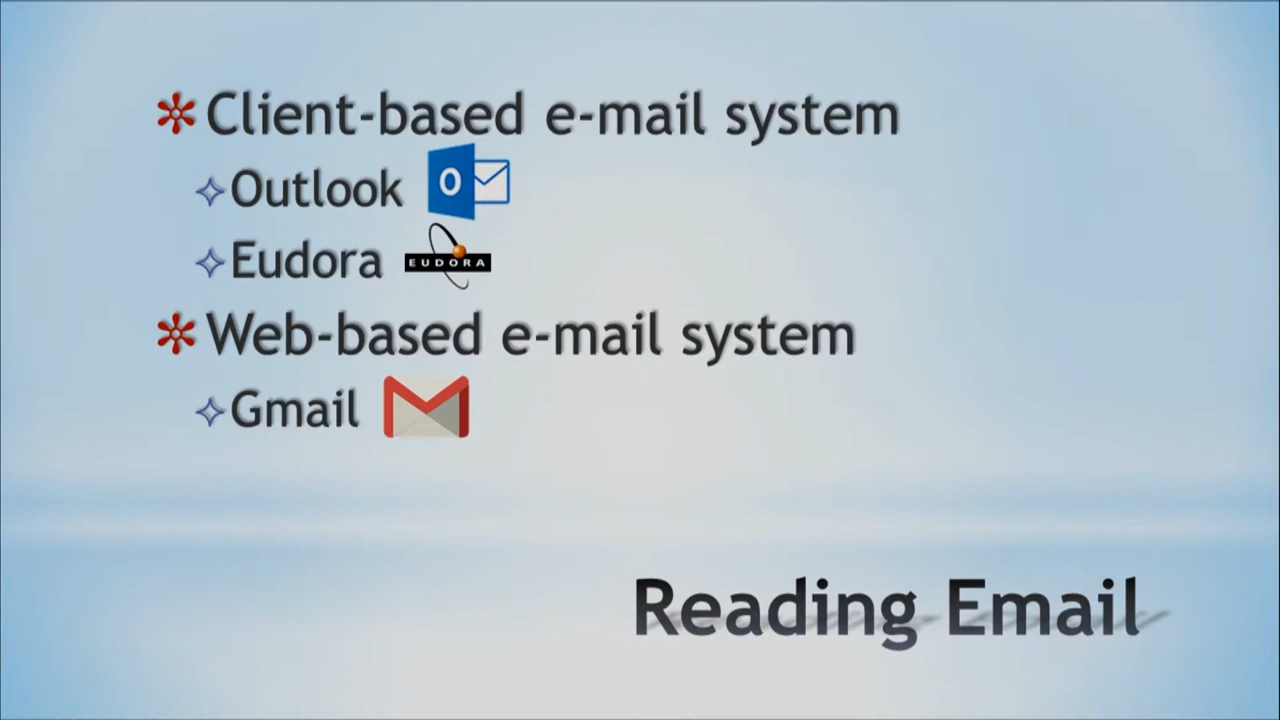 Client-based e-mail system
Outlook
O
Eudora
EUDORA
Web-based e-mail system
Gmail
Reading Email